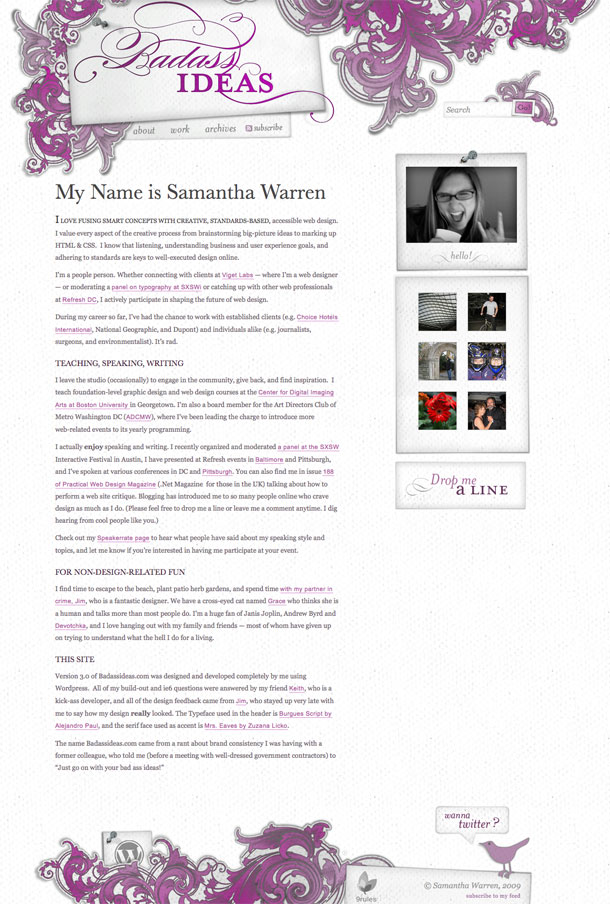 Badass
IDEAS
about work archives subscribe
Search Go!
My Name is Samantha Warren
I LOVE FUSING SMART CONCEPTS WITH CREATIVE, STANDARDS-BASED, accessible web design.
I value every aspect of the creative process from brainstorming big-picture ideas to marking up
HTML & CSS. I know that listening, understanding business and user experience goals, and
adhering to standards are keys to well-executed design online.
I'm a people person. Whether connecting with clients at Viget Labs — where I'm a web designer
— or moderating a panel on typography at SXSWi or catching up with other web professionals
at Refresh DC, I actively participate in shaping the future of web design.
During my career so far, I've had the chance to work with established clients (e.g. Choice Hotels
International, National Geographic, and Dupont) and individuals alike (e.g. journalists,
surgeons, and environmentalist). It's rad.
TEACHING, SPEAKING, WRITING
I leave the studio (occasionally) to engage in the community, give back, and find inspiration. I
teach foundation-level graphic design and web design courses at the Center for Digital Imaging
Arts at Boston University in Georgetown. I'm also a board member for the Art Directors Club of
Metro Washington DC (ADCMW), where I've been leading the charge to introduce more
web-related events to its yearly programming.
I actually enjoy speaking and writing. I recently organized and moderated a panel at the SXSW
Interactive Festival in Austin, I have presented at Refresh events in Baltimore and Pittsburgh,
and I've spoken at various conferences in DC and Pittsburgh. You can also find me in issue 168
of Practical Web Design Magazine (.Net Magazine for those in the UK) talking about how to
perform a web site critique. Blogging has introduced me to so many people online who crave
design as much as I do. (Please feel free to drop me a line or leave me a comment anytime. I dig
hearing from cool people like you.)
Check out my Speakerrate page to hear what people have said about my speaking style and
topics, and let me know if you're interested in having me participate at your event.
FOR NON-DESIGN-RELATED FUN
I find time to escape to the beach, plant patio herb gardens, and spend time with my partner in
crime, Jim, who is a fantastic designer. We have a cross-eyed cat named Grace who thinks she is
a human and talks more than most people do. I'm a huge fan of Janis Joplin, Andrew Byrd and
Devotchka, and I love hanging out with my family and friends — most of whom have given up
on trying to understand what the hell I do for a living.
THIS SITE
Version 3.0 of Badassideas.com was designed and developed completely by me using
Wordpress. All of my build-out and ie6 questions were answered by my friend Keith, who is a
kick-ass developer, and all of the design feedback came from Jim, who stayed up very late with
me to say how my design really looked. The Typeface used in the header is Burgues Script by
Alejandro Paul, and the serif face used as accent is Mrs. Eaves by Zuzana Licko.
The name Badassideas.com came from a rant about brand consistency I was having with a
former colleague, who told me (before a meeting with well-dressed government contractors) to
"Just go on with your bad ass ideas!"
hello!
Drop me
a LINE
wanna
twitter?
9rules
© Samantha Warren, 2009
subscribe to my feed